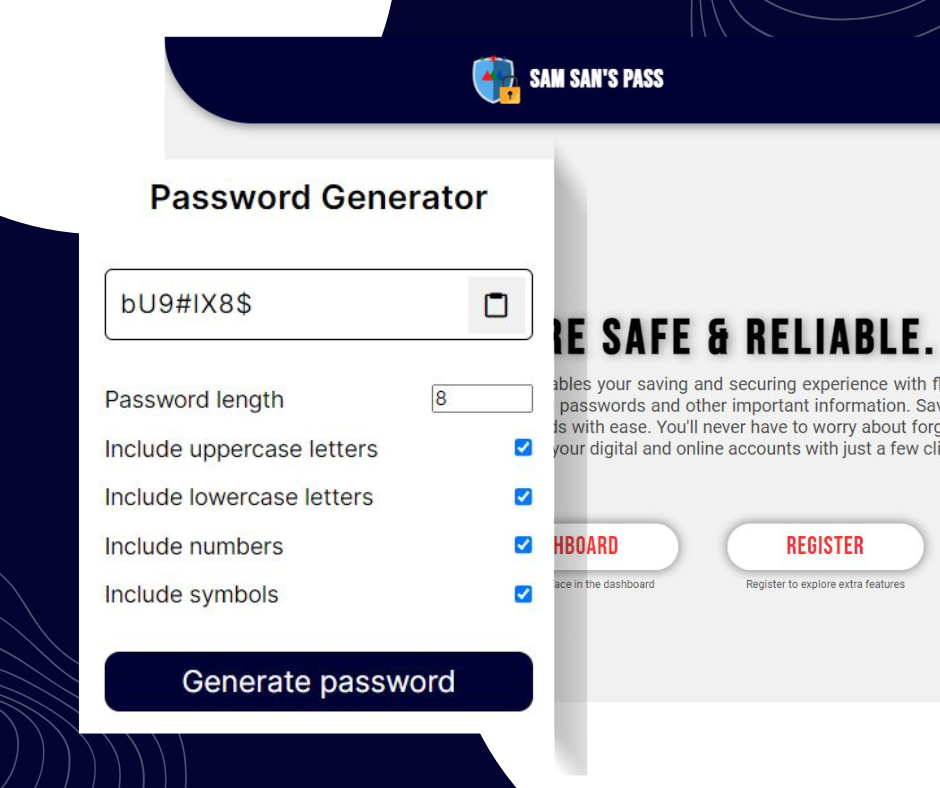 SAM SAN'S PASS
Password Generator
bU9#IX8$
Password length 8
Include uppercase letters
Include lowercase letters
Include numbers
Include symbols
Generate password
RE SAFE & RELIABLE.
ables your saving and securing experience with fl
passwords and other important information. Sav
ds with ease. You'll never have to worry about forg
your digital and online accounts with just a few cli
HBOARD
face in the dashboard
REGISTER
Register to explore extra features